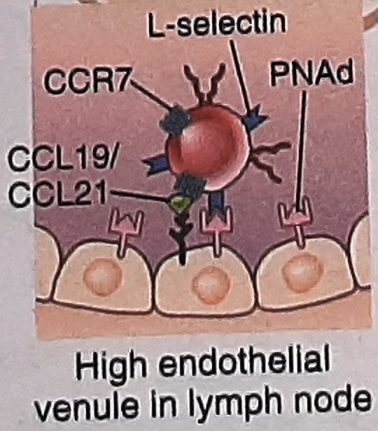 L-selectin
CCR7
PNAd
CCL19/
CCL21
High endothelial
venule in lymph node